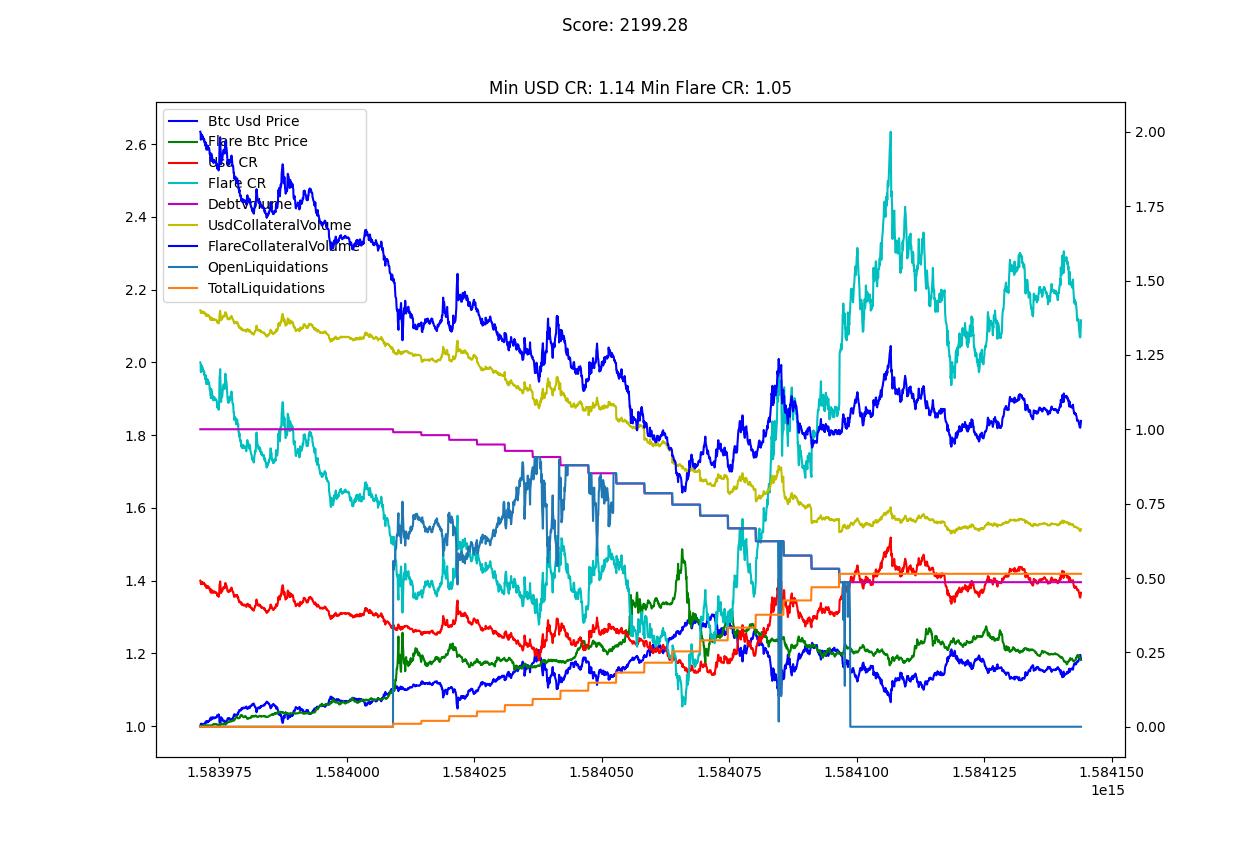 Score: 2199.28
Min USD CR: 1.14 Min Flare CR: 1.05
Btc Usd Price
Flare Btc Price
Usd CR
Flare CR
DebtVolume
UsdCollateralVolume
FlareCollateralVolume
OpenLiquidations
TotalLiquidations
2.6
2.4
2.2
2.0
1.8
1.6
1.4
1.2
1.0
2.00
1.75
1.50
1.25
1.00
0.75
0.50
0.25
0.00
1.583975 1.584000 1.584025 1.584050 1.584075 1.584100 1.584125 1.584150
1e15